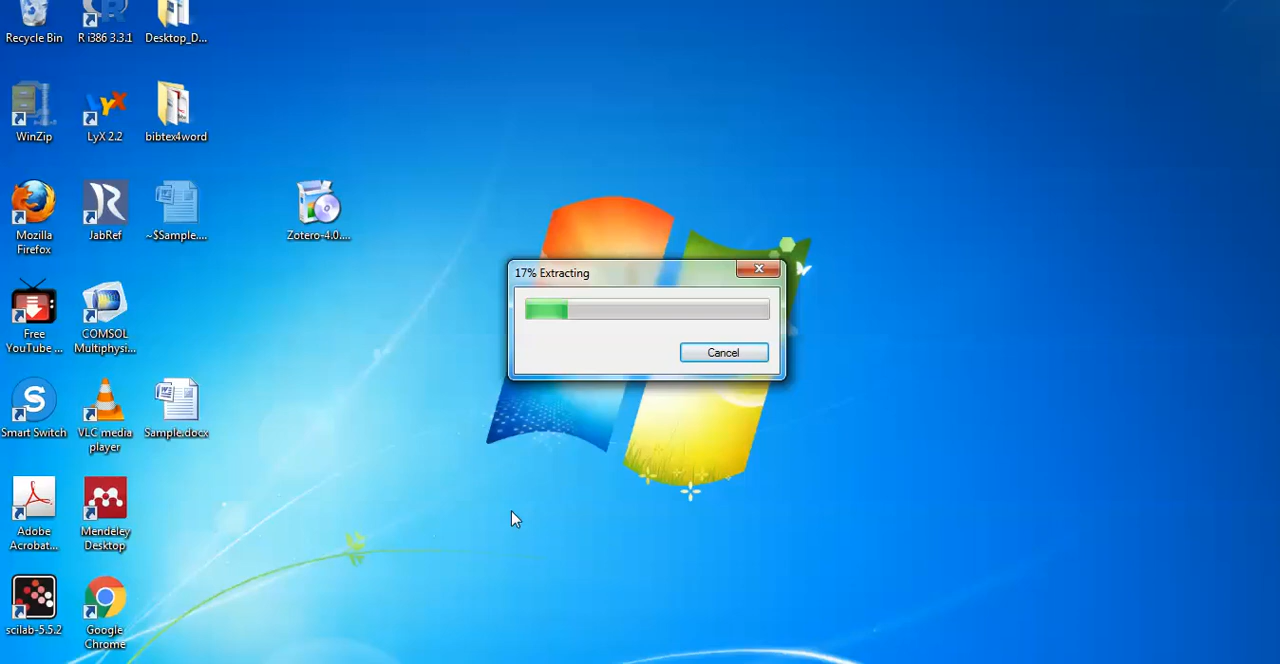 Recycle Bin
R i386 3.3.1
Desktop_D...
WinZip
LyX 2.2
bibtex4word
Mozilla
Firefox
JabRef
~$Sample....
Zotero-4.0....
17% Extracting
Cancel
Free
YouTube ...
COMSOL
Multiphysi...
Smart Switch
VLC media
player
Sample.docx
Adobe
Acrobat...
Mendeley
Desktop
scilab-5.5.2
Google
Chrome